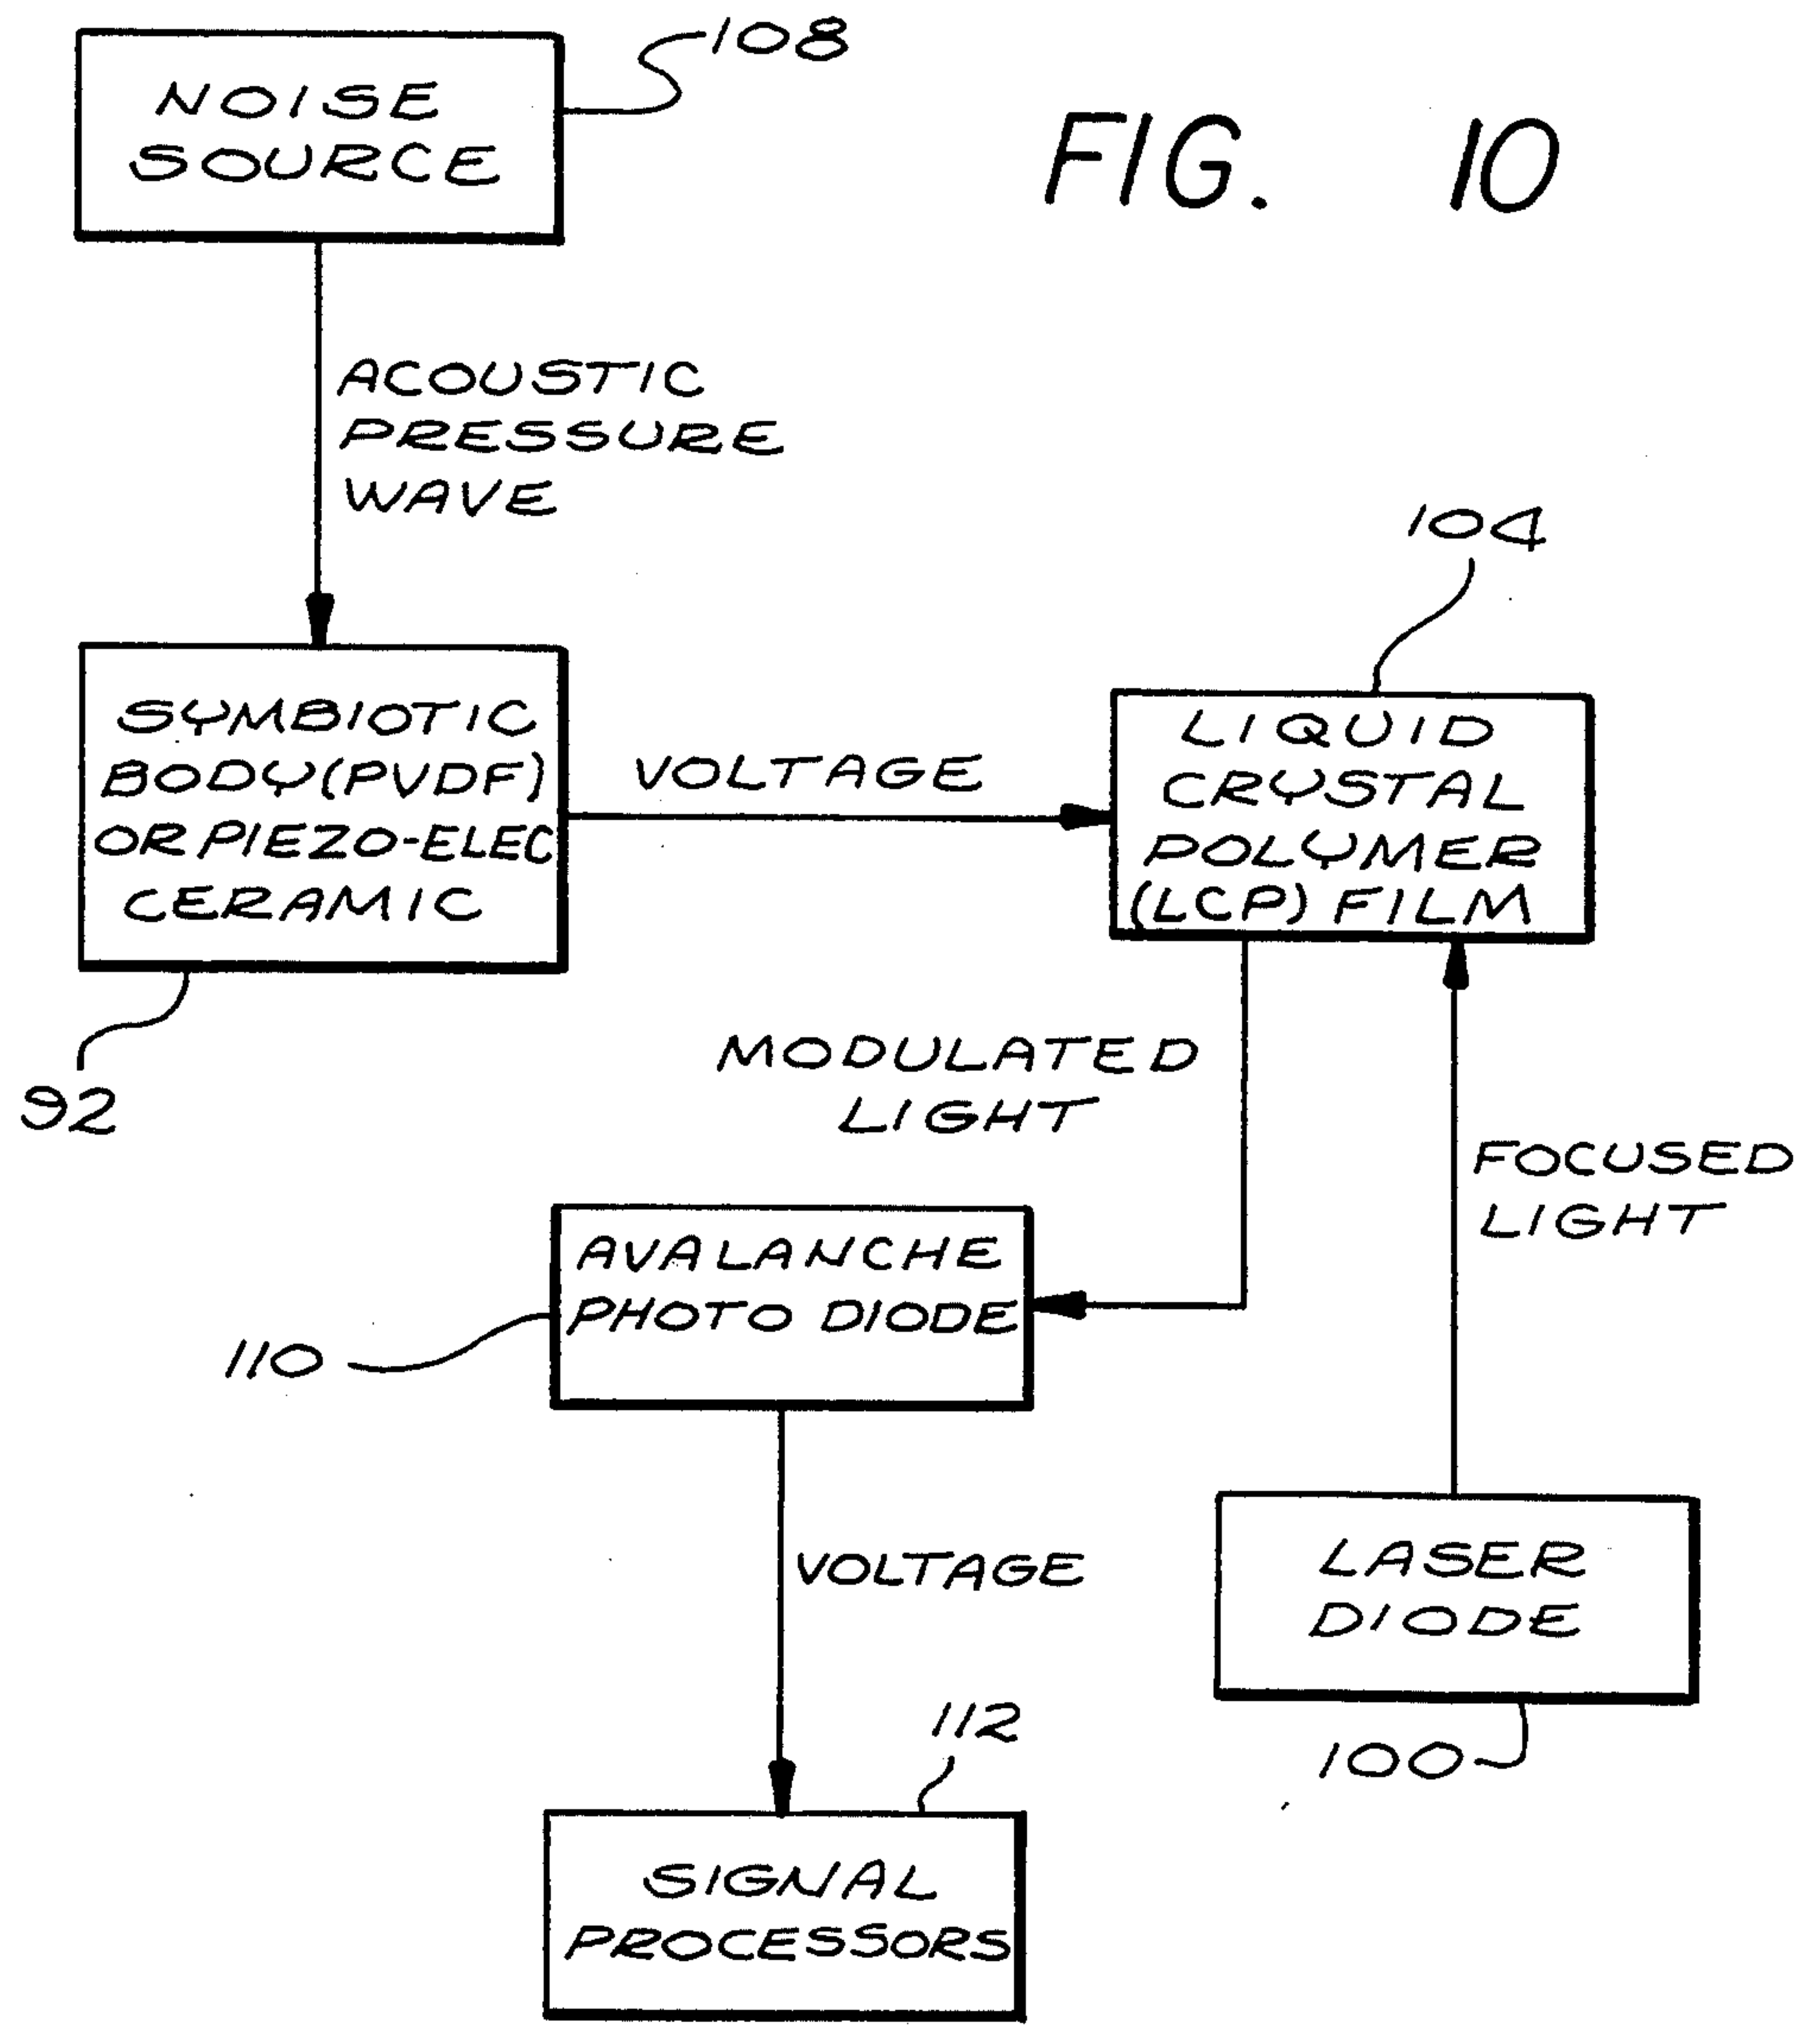 108
NOISE
SOURCE
FIG. 10
ACOUSTIC
PRESSURE
WAVE
104
SYMBIOTIC
BODY (PVDF)
OR PIEZO-ELEC
CERAMIC
VOLTAGE
LIQUID
CRYSTAL
POLYMER
(LCP) FILM
92
MODULATED
LIGHT
FOCUSED
LIGHT
AVALANCHE
PHOTO DIODE
110
VOLTAGE
LASER
DIODE
100
112
SIGNAL
PROCESSORS